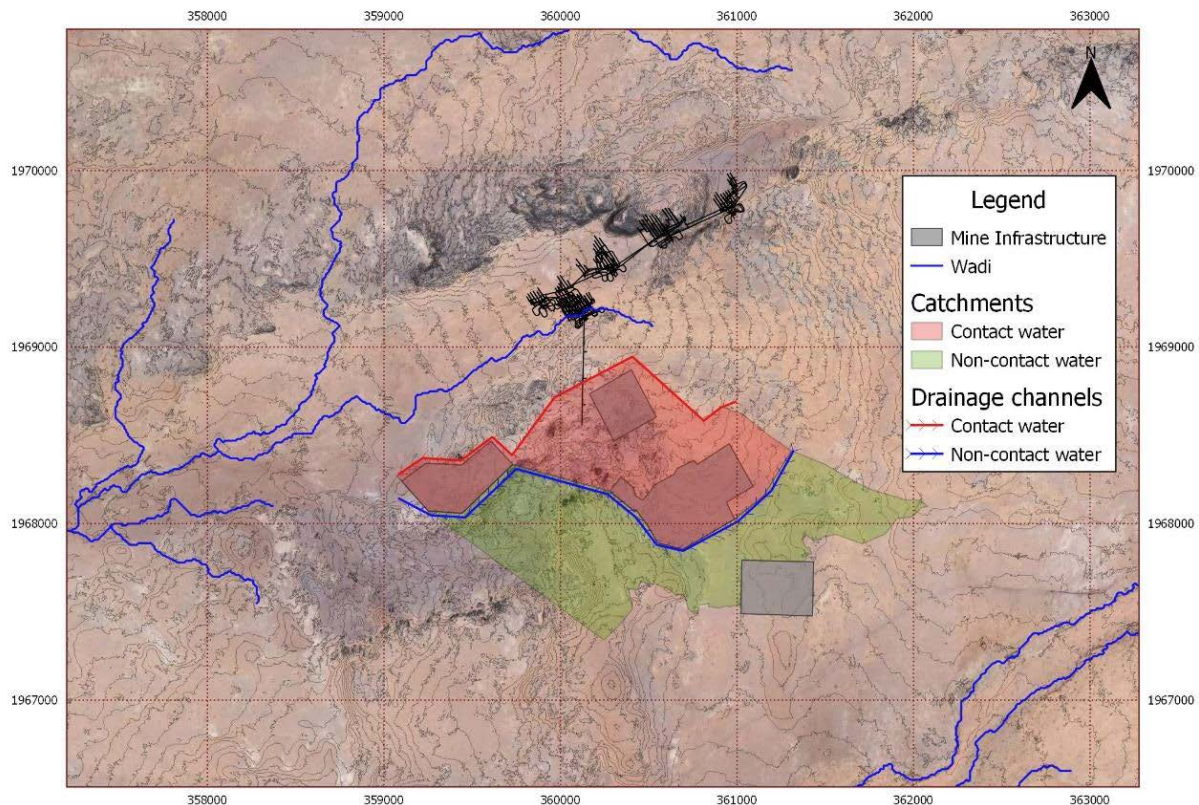 358000 359000 360000 361000 362000 363000
N
1970000 1970000
Legend
Mine Infrastructure
Wadi
Catchments
Contact water
Non-contact water
Drainage channels
Contact water
Non-contact water
1969000 1969000
1968000 1968000
1967000 1967000
358000 359000 360000 361000 362000 363000